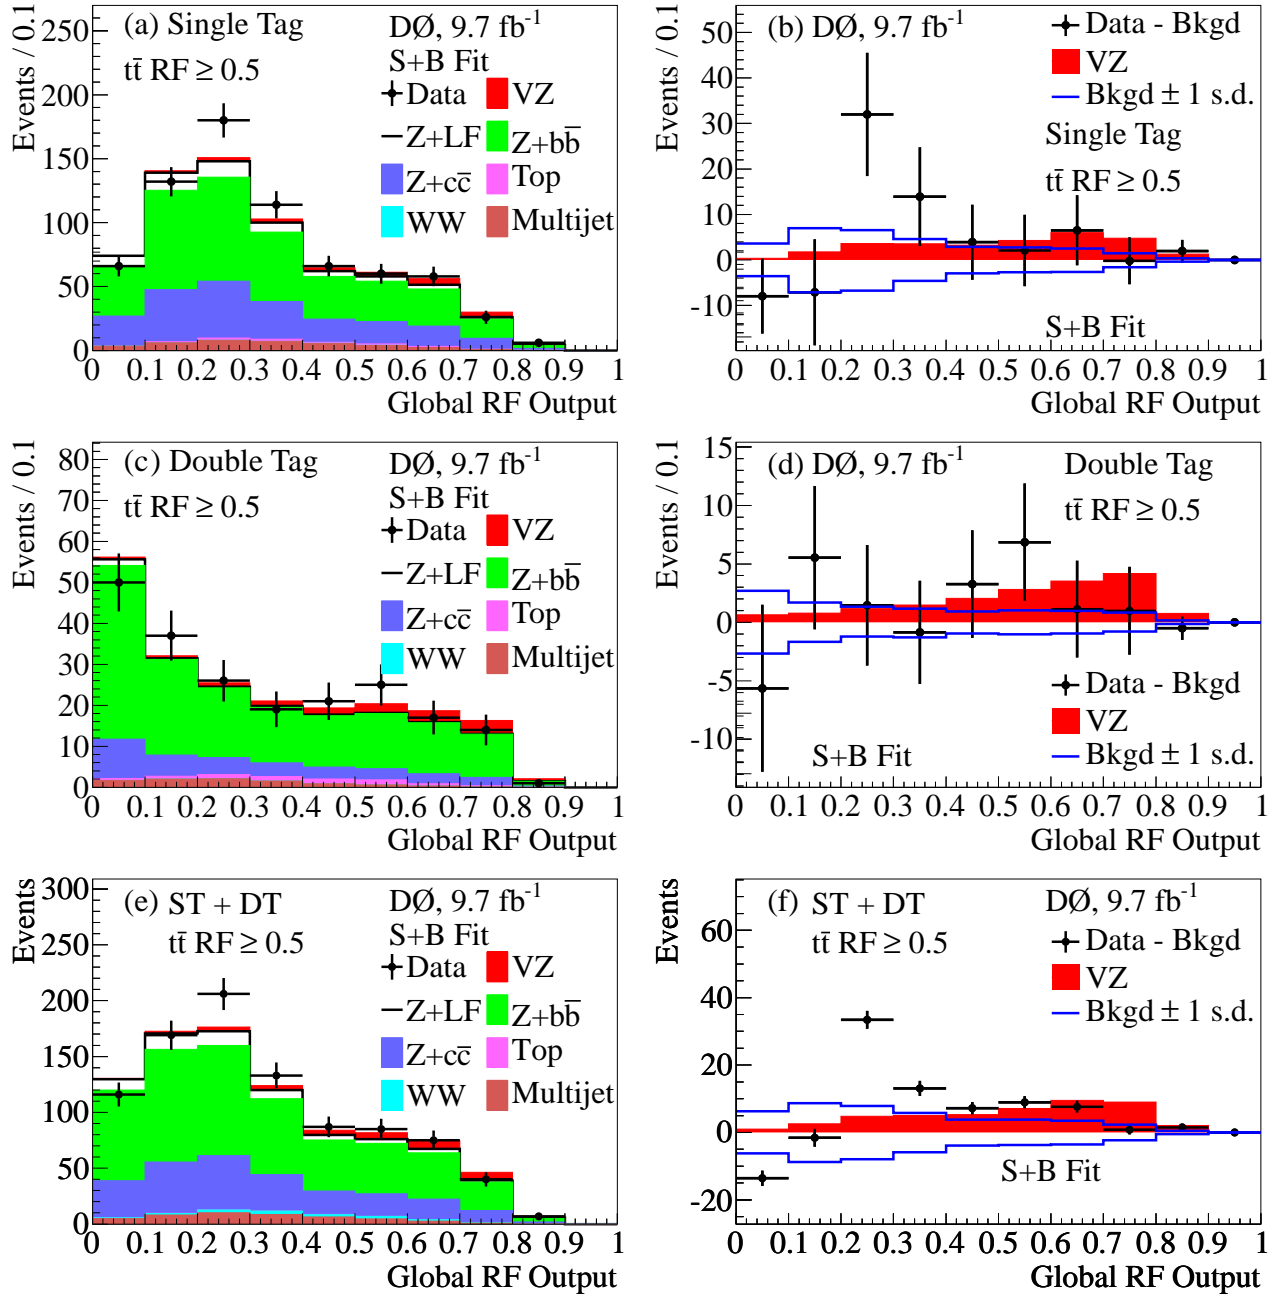 (a) Single Tag
tt̄ RF ≥ 0.5
DØ, 9.7 fb⁻¹
S+B Fit
Data
VZ
Z+LF
Z+bb̄
Z+cc̄
Top
WW
Multijet
Events / 0.1
250
200
150
100
50
0
0 0.1 0.2 0.3 0.4 0.5 0.6 0.7 0.8 0.9 1
Global RF Output
(b) DØ, 9.7 fb⁻¹
Data - Bkgd
VZ
Bkgd ± 1 s.d.
Single Tag
tt̄ RF ≥ 0.5
S+B Fit
Events / 0.1
50
40
30
20
10
0
-10
0 0.1 0.2 0.3 0.4 0.5 0.6 0.7 0.8 0.9 1
Global RF Output
(c) Double Tag
tt̄ RF ≥ 0.5
DØ, 9.7 fb⁻¹
S+B Fit
Data
VZ
Z+LF
Z+bb̄
Z+cc̄
Top
WW
Multijet
Events / 0.1
80
70
60
50
40
30
20
10
0
0 0.1 0.2 0.3 0.4 0.5 0.6 0.7 0.8 0.9 1
Global RF Output
(d) DØ, 9.7 fb⁻¹
Double Tag
tt̄ RF ≥ 0.5
Data - Bkgd
VZ
Bkgd ± 1 s.d.
S+B Fit
Events / 0.1
15
10
5
0
-5
-10
0 0.1 0.2 0.3 0.4 0.5 0.6 0.7 0.8 0.9 1
Global RF Output
(e) ST + DT
tt̄ RF ≥ 0.5
DØ, 9.7 fb⁻¹
S+B Fit
Data
VZ
Z+LF
Z+bb̄
Z+cc̄
Top
WW
Multijet
Events
300
250
200
150
100
50
0
0 0.1 0.2 0.3 0.4 0.5 0.6 0.7 0.8 0.9 1
Global RF Output
(f) ST + DT
tt̄ RF ≥ 0.5
DØ, 9.7 fb⁻¹
Data - Bkgd
VZ
Bkgd ± 1 s.d.
S+B Fit
Events
60
40
20
0
-20
0 0.1 0.2 0.3 0.4 0.5 0.6 0.7 0.8 0.9 1
Global RF Output